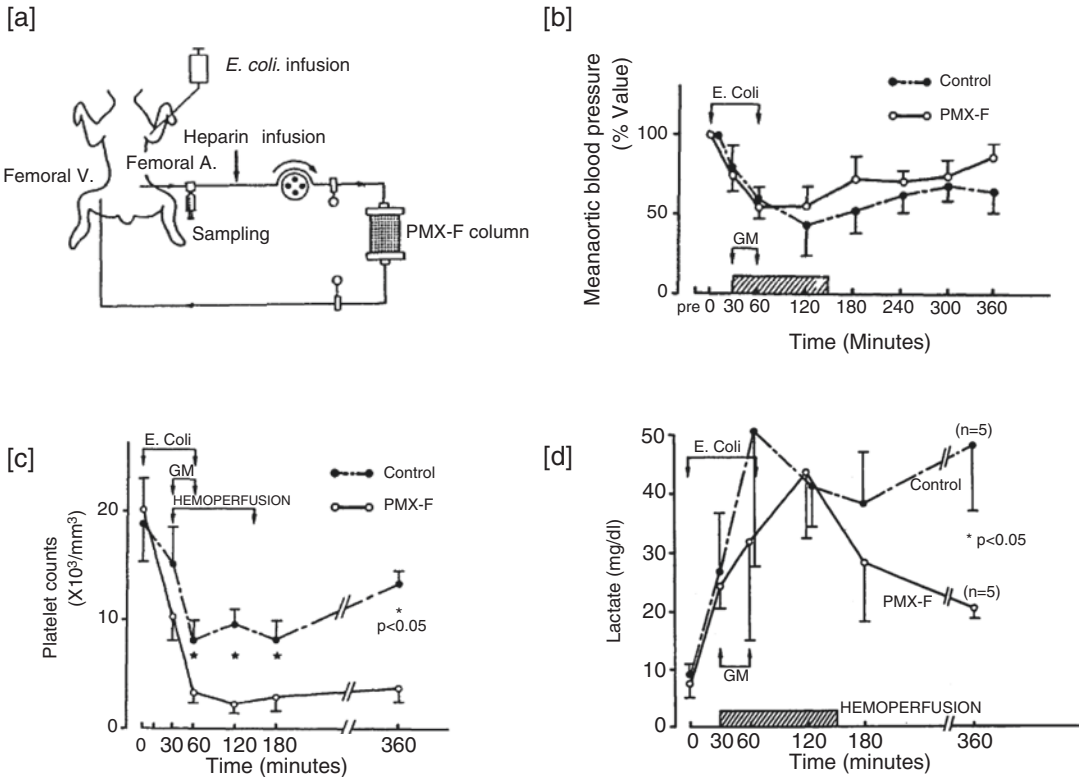 [a]
E. coli. infusion
Heparin infusion
Femoral A.
Femoral V.
Sampling
PMX-F column
[b]
Control
PMX-F
E. Coli
Meanaortic blood pressure
(% Value)
100
50
0
GM
pre 0 30 60 120 180 240 300 360
Time (Minutes)
[c]
E. Coli
GM
HEMOPERFUSION
Control
PMX-F
Platelet counts
(X10³/mm³)
20
10
0
* * *
*
p<0.05
0 30 60 120 180 360
Time (minutes)
[d]
E. Coli
(n=5)
Control
* p<0.05
PMX-F
(n=5)
GM
HEMOPERFUSION
Lactate (mg/dl)
50
40
30
20
10
0
0 30 60 120 180 360
Time (minutes)